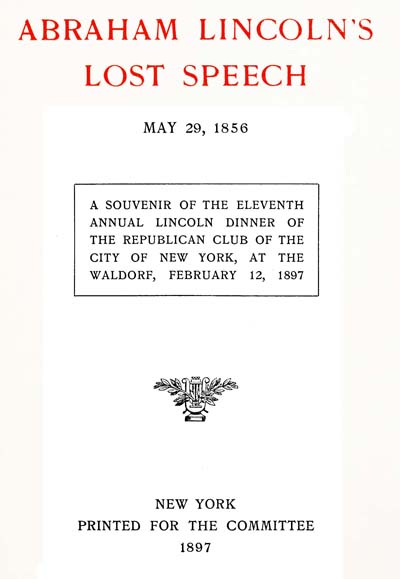 ABRAHAM LINCOLN'S
LOST SPEECH
MAY 29, 1856
A SOUVENIR OF THE ELEVENTH
ANNUAL LINCOLN DINNER OF
THE REPUBLICAN CLUB OF THE
CITY OF NEW YORK, AT THE
WALDORF, FEBRUARY 12, 1897
NEW YORK
PRINTED FOR THE COMMITTEE
1897